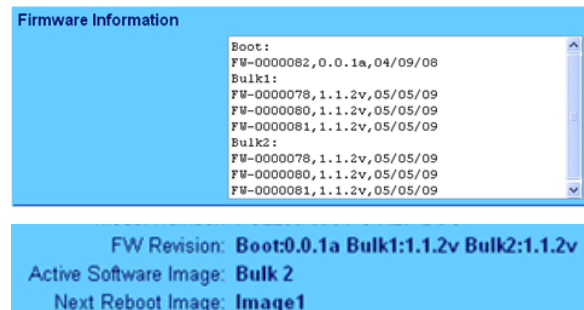 Firmware Information
Boot:
FW-0000082,0.0.1a,04/09/08
Bulk1:
FW-0000078,1.1.2v,05/05/09
FW-0000080,1.1.2v,05/05/09
FW-0000081,1.1.2v,05/05/09
Bulk2:
FW-0000078,1.1.2v,05/05/09
FW-0000080,1.1.2v,05/05/09
FW-0000081,1.1.2v,05/05/09
FW Revision: Boot:0.0.1a Bulk1:1.1.2v Bulk2:1.1.2v
Active Software Image: Bulk 2
Next Reboot Image: Image1